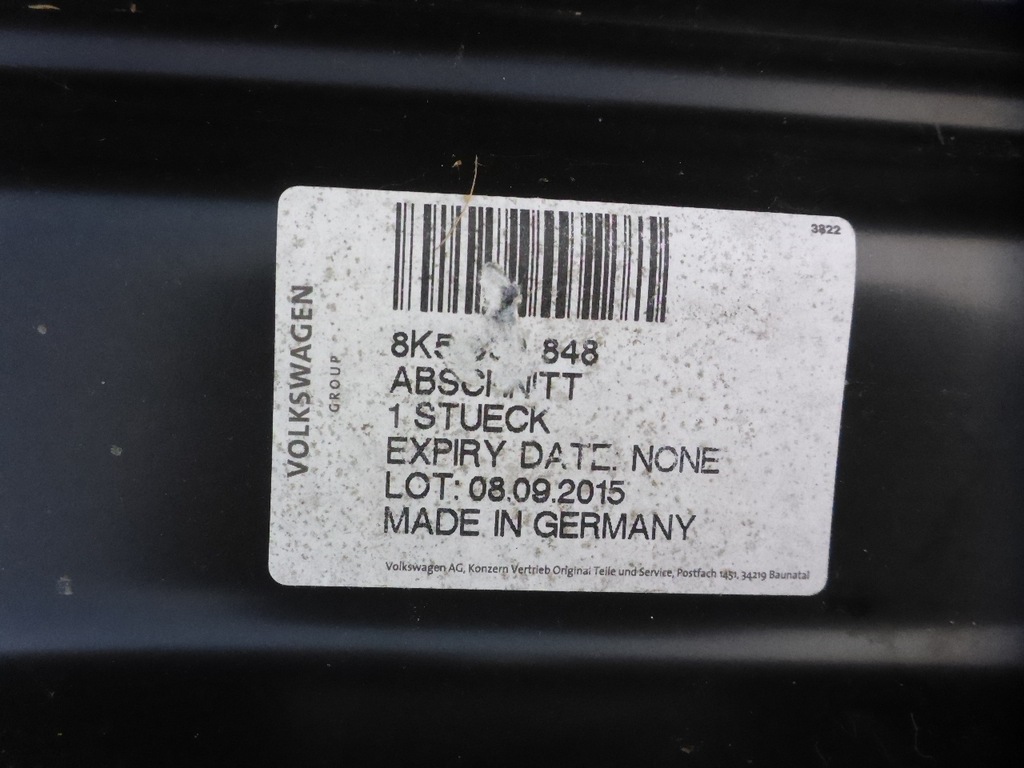 3822
VOLKSWAGEN
GROUP
848
ABSCHNITT
1 STUECK
EXPIRY DATE: NONE
LOT: 08.09.2015
MADE IN GERMANY
Volkswagen AG, Konzern Vertrieb Original Teile und Service, Postfach 1451, 34219 Baunatal